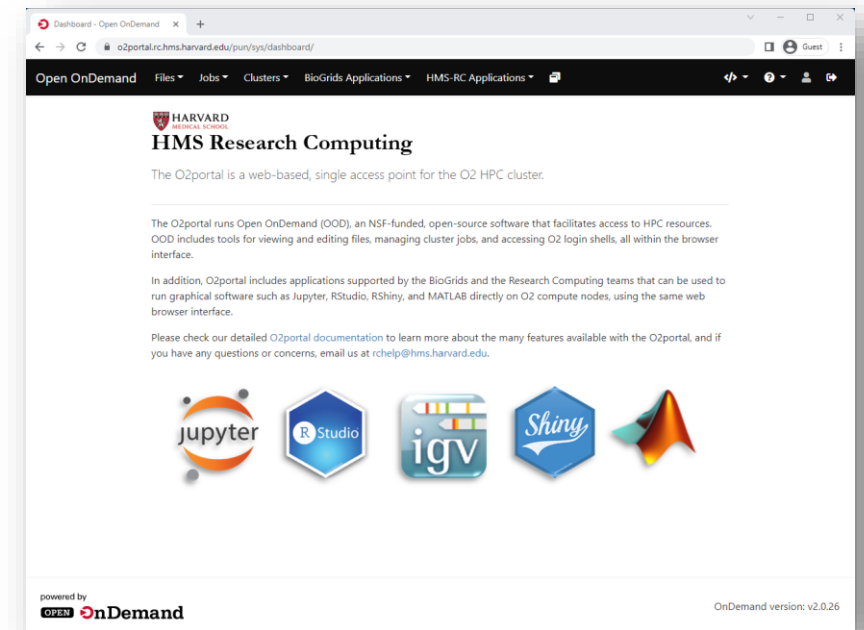 Dashboard - Open OnDemand
o2portal.rc.hms.harvard.edu/pun/sys/dashboard/
Guest
Open OnDemand Files Jobs Clusters BioGrids Applications HMS-RC Applications
HARVARD
MEDICAL SCHOOL
HMS Research Computing
The O2portal is a web-based, single access point for the O2 HPC cluster.
The O2portal runs Open OnDemand (OOD), an NSF-funded, open-source software that facilitates access to HPC resources.
OOD includes tools for viewing and editing files, managing cluster jobs, and accessing O2 login shells, all within the browser
interface.
In addition, O2portal includes applications supported by the BioGrids and the Research Computing teams that can be used to
run graphical software such as Jupyter, RStudio, RShiny, and MATLAB directly on O2 compute nodes, using the same web
browser interface.
Please check our detailed O2portal documentation to learn more about the many features available with the O2portal, and if
you have any questions or concerns, email us at rchelp@hms.harvard.edu.
jupyter
R Studio
igv
Shiny
powered by
OPEN OnDemand
OnDemand version: v2.0.26